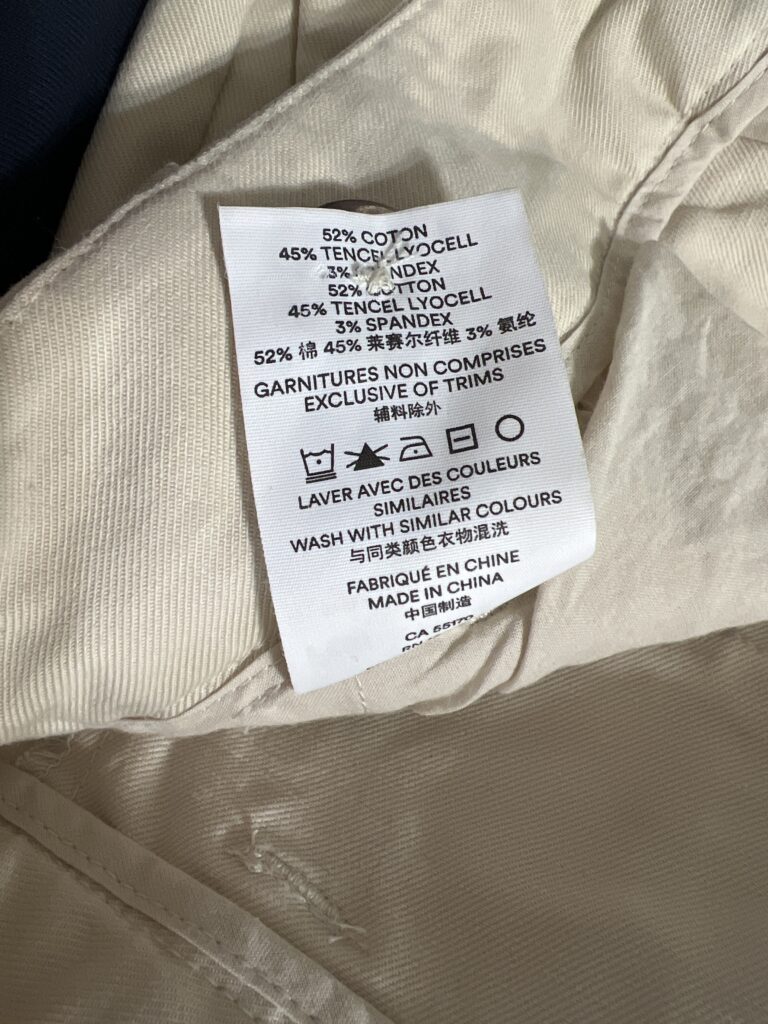 52% COTON
45% TENCEL LYOCELL
3%
52% COTTON
45% TENCEL LYOCELL
3% SPANDEX
52% 棉 45% 莱赛尔纤维 3% 氨纶
GARNITURES NON COMPRISES
EXCLUSIVE OF TRIMS
辅料除外
LAVER AVEC DES COULEURS
SIMILAIRES
WASH WITH SIMILAR COLOURS
与同类颜色衣物混洗
FABRIQUÉ EN CHINE
MADE IN CHINA
中国制造
CA 55170